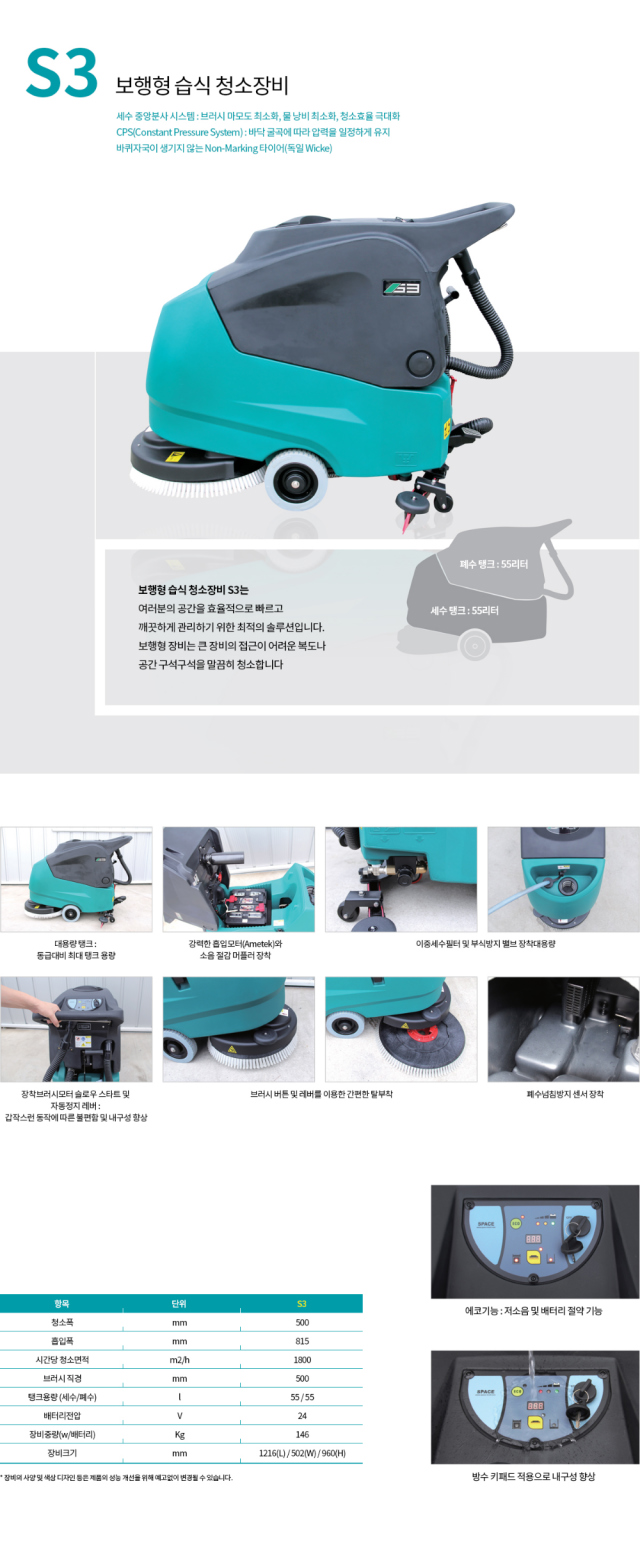 S3 보행형 습식 청소장비
세수 중앙분사 시스템 : 브러시 마모도 최소화, 물 낭비 최소화, 청소효율 극대화
CPS(Constant Pressure System) : 바닥 굴곡에 따라 압력을 일정하게 유지
바퀴자국이 생기지 않는 Non-Marking 타이어(독일 Wicke)
S3
폐수 탱크 : 55리터
세수 탱크 : 55리터
보행형 습식 청소장비 S3는
여러분의 공간을 효율적으로 빠르고
깨끗하게 관리하기 위한 최적의 솔루션입니다.
보행형 장비는 큰 장비의 접근이 어려운 복도나
공간 구석구석을 말끔히 청소합니다
대용량 탱크 :
동급대비 최대 탱크 용량
강력한 흡입모터(Ametek)와
소음 절감 머플러 장착
이중세수필터 및 부식방지 밸브 장착대용량
장착브러시모터 슬로우 스타트 및
자동정지 레버 :
갑작스런 동작에 따른 불편함 및 내구성 향상
브러시 버튼 및 레버를 이용한 간편한 탈부착
폐수넘침방지 센서 장착
SPACE
ECO
에코기능 : 저소음 및 배터리 절약 기능
항목 단위 S3
청소폭 mm 500
흡입폭 mm 815
시간당 청소면적 m2/h 1800
브러시 직경 mm 500
탱크용량 (세수/폐수) l 55 / 55
배터리전압 V 24
장비중량(w/배터리) Kg 146
장비크기 mm 1216(L) / 502(W) / 960(H)
* 장비의 사양 및 색상 디자인 등은 제품의 성능 개선을 위해 예고없이 변경될 수 있습니다.
SPACE
ECO
방수 키패드 적용으로 내구성 향상